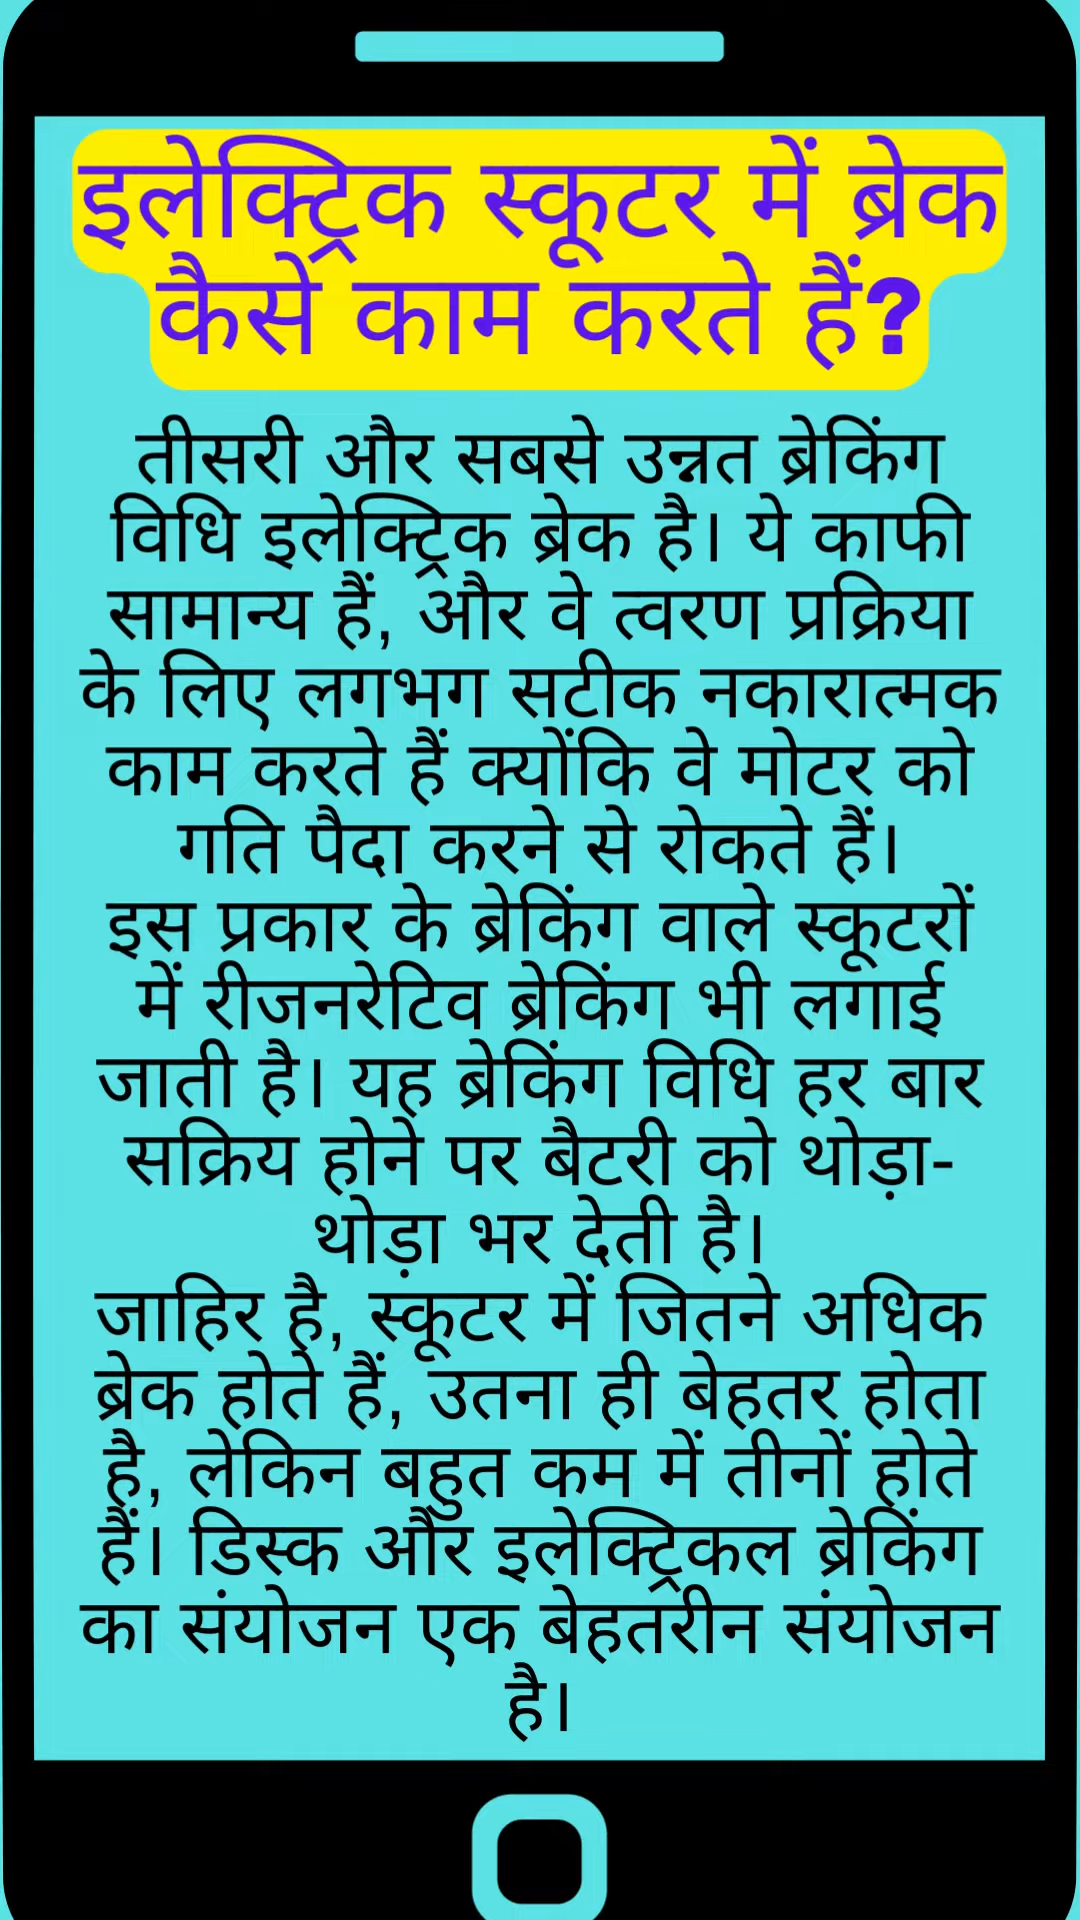 इलेक्ट्रिक स्कूटर में ब्रेक
कैसे काम करते हैं?
तीसरी और सबसे उन्नत ब्रेकिंग
विधि इलेक्ट्रिक ब्रेक है। ये काफी
सामान्य हैं, और वे त्वरण प्रक्रिया
के लिए लगभग सटीक नकारात्मक
काम करते हैं क्योंकि वे मोटर को
गति पैदा करने से रोकते हैं।
इस प्रकार के ब्रेकिंग वाले स्कूटरों
में रीजनरेटिव ब्रेकिंग भी लगाई
जाती है। यह ब्रेकिंग विधि हर बार
सक्रिय होने पर बैटरी को थोड़ा-
थोड़ा भर देती है।
जाहिर है, स्कूटर में जितने अधिक
ब्रेक होते हैं, उतना ही बेहतर होता
है, लेकिन बहुत कम में तीनों होते
हैं। डिस्क और इलेक्ट्रिकल ब्रेकिंग
का संयोजन एक बेहतरीन संयोजन
है।